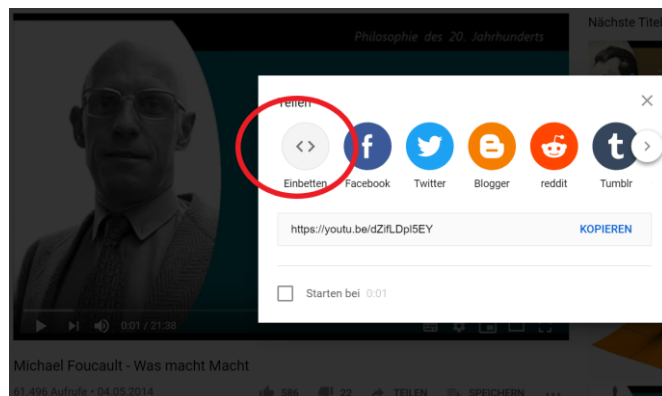 Philosophie des 20. Jahrhunderts
Nächste Titel
Teilen
Einbetten
Facebook
Twitter
Blogger
reddit
Tumblr
https://youtu.be/dZifLDpl5EY
KOPIEREN
Starten bei 0:01
0:01 / 21:38
Michael Foucault - Was macht Macht
61.496 Aufrufe • 04.05.2014
586
22
TEILEN
SPEICHERN